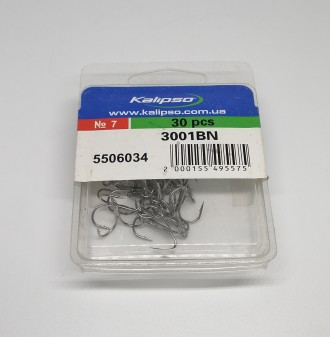 Kalipso
www.kalipso.com.ua
№ 7 30 pcs
3001BN
5506034
2 000155 495575